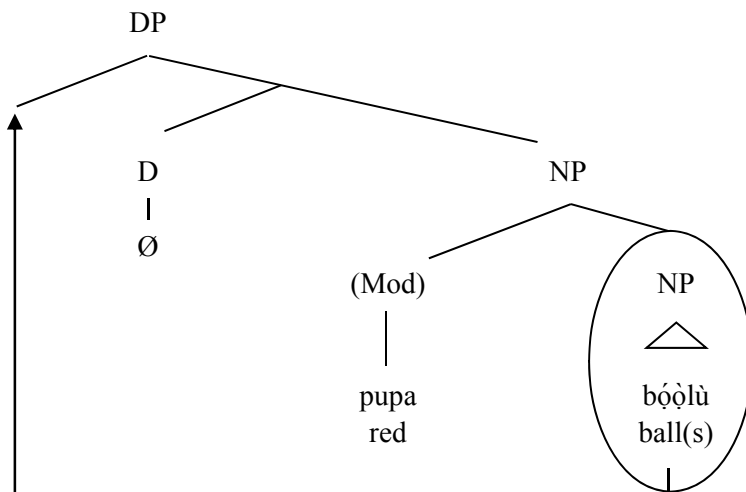 DP
D NP
Ø
(Mod) NP
pupa bọ́ọ̀lù
red ball(s)